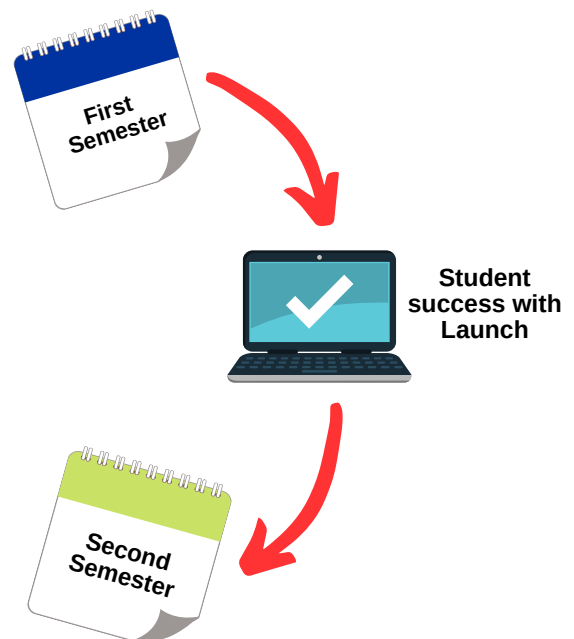 First
Semester
Student
success with
Launch
Second
Semester